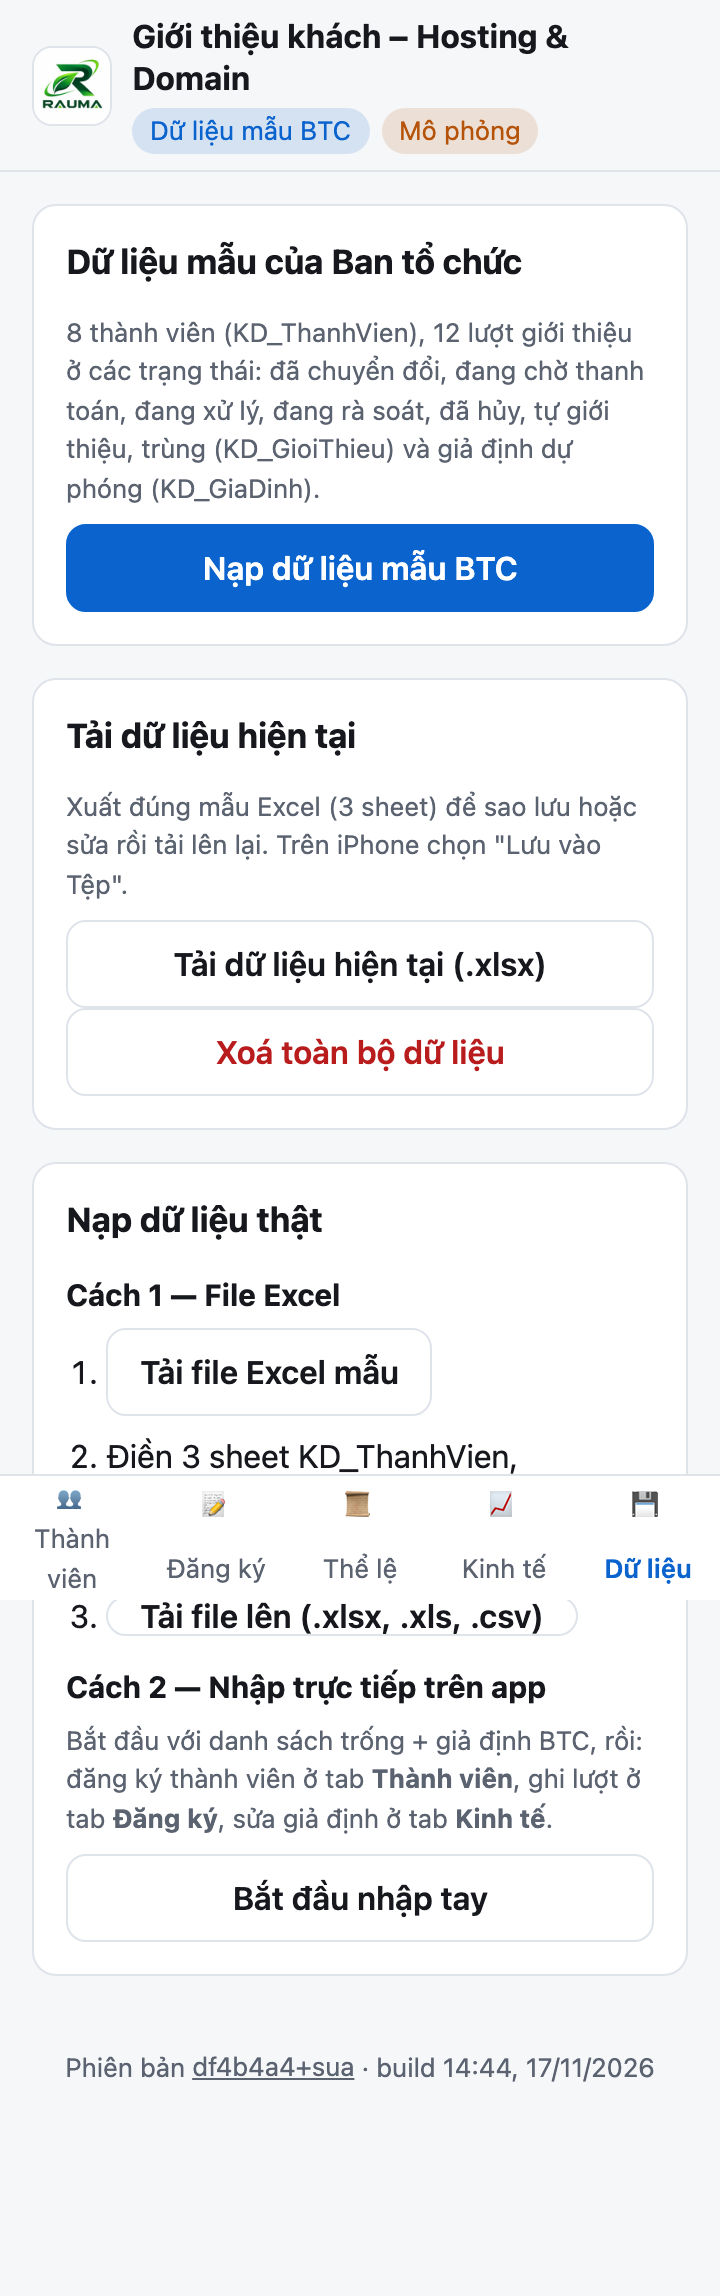 RAUMA
Giới thiệu khách – Hosting &
Domain
Dữ liệu mẫu BTC
Mô phỏng
Dữ liệu mẫu của Ban tổ chức
8 thành viên (KD_ThanhVien), 12 lượt giới thiệu
ở các trạng thái: đã chuyển đổi, đang chờ thanh
toán, đang xử lý, đang rà soát, đã hủy, tự giới
thiệu, trùng (KD_GioiThieu) và giả định dự
phóng (KD_GiaDinh).
Nạp dữ liệu mẫu BTC
Tải dữ liệu hiện tại
Xuất đúng mẫu Excel (3 sheet) để sao lưu hoặc
sửa rồi tải lên lại. Trên iPhone chọn "Lưu vào
Tệp".
Tải dữ liệu hiện tại (.xlsx)
Xoá toàn bộ dữ liệu
Nạp dữ liệu thật
Cách 1 — File Excel
1. Tải file Excel mẫu
2. Điền 3 sheet KD_ThanhVien,
Thành
viên
Đăng ký
Thể lệ
Kinh tế
Dữ liệu
3. Tải file lên (.xlsx, .xls, .csv)
Cách 2 — Nhập trực tiếp trên app
Bắt đầu với danh sách trống + giả định BTC, rồi:
đăng ký thành viên ở tab Thành viên, ghi lượt ở
tab Đăng ký, sửa giả định ở tab Kinh tế.
Bắt đầu nhập tay
Phiên bản df4b4a4+sua · build 14:44, 17/11/2026